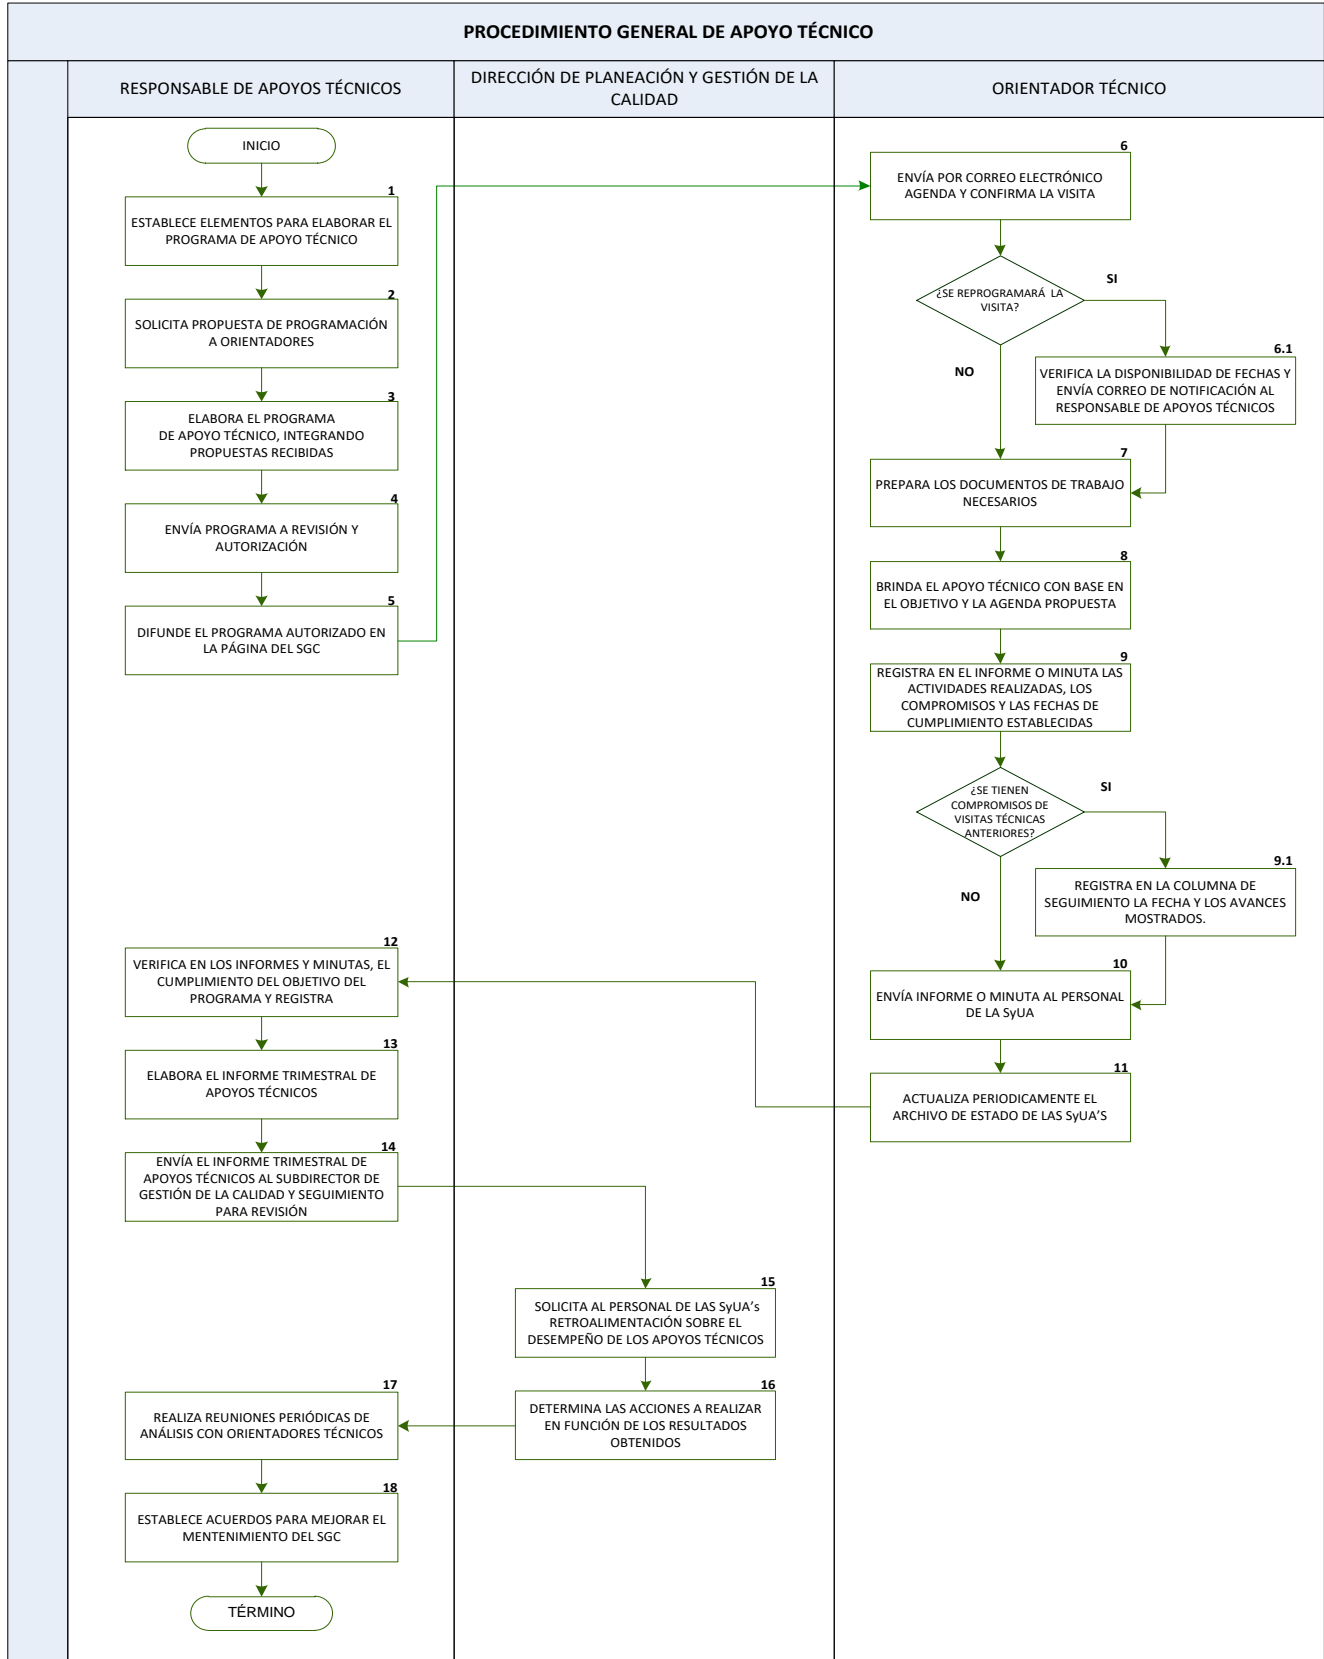 PROCEDIMIENTO GENERAL DE APOYO TÉCNICO
RESPONSABLE DE APOYOS TÉCNICOS
DIRECCIÓN DE PLANEACIÓN Y GESTIÓN DE LA
CALIDAD
ORIENTADOR TÉCNICO
INICIO
1
ESTABLECE ELEMENTOS PARA ELABORAR EL
PROGRAMA DE APOYO TÉCNICO
2
SOLICITA PROPUESTA DE PROGRAMACIÓN
A ORIENTADORES
3
ELABORA EL PROGRAMA
DE APOYO TÉCNICO, INTEGRANDO
PROPUESTAS RECIBIDAS
4
ENVÍA PROGRAMA A REVISIÓN Y
AUTORIZACIÓN
5
DIFUNDE EL PROGRAMA AUTORIZADO EN
LA PÁGINA DEL SGC
6
ENVÍA POR CORREO ELECTRÓNICO
AGENDA Y CONFIRMA LA VISITA
¿SE REPROGRAMARÁ LA
VISITA?
SI
NO
6.1
VERIFICA LA DISPONIBILIDAD DE FECHAS Y
ENVÍA CORREO DE NOTIFICACIÓN AL
RESPONSABLE DE APOYOS TÉCNICOS
7
PREPARA LOS DOCUMENTOS DE TRABAJO
NECESARIOS
8
BRINDA EL APOYO TÉCNICO CON BASE EN
EL OBJETIVO Y LA AGENDA PROPUESTA
9
REGISTRA EN EL INFORME O MINUTA LAS
ACTIVIDADES REALIZADAS, LOS
COMPROMISOS Y LAS FECHAS DE
CUMPLIMIENTO ESTABLECIDAS
¿SE TIENEN
COMPROMISOS DE
VISITAS TÉCNICAS
ANTERIORES?
SI
NO
9.1
REGISTRA EN LA COLUMNA DE
SEGUIMIENTO LA FECHA Y LOS AVANCES
MOSTRADOS.
10
ENVÍA INFORME O MINUTA AL PERSONAL
DE LA SyUA
11
ACTUALIZA PERIODICAMENTE EL
ARCHIVO DE ESTADO DE LAS SyUA'S
12
VERIFICA EN LOS INFORMES Y MINUTAS, EL
CUMPLIMIENTO DEL OBJETIVO DEL
PROGRAMA Y REGISTRA
13
ELABORA EL INFORME TRIMESTRAL DE
APOYOS TÉCNICOS
14
ENVÍA EL INFORME TRIMESTRAL DE
APOYOS TÉCNICOS AL SUBDIRECTOR DE
GESTIÓN DE LA CALIDAD Y SEGUIMIENTO
PARA REVISIÓN
15
SOLICITA AL PERSONAL DE LAS SyUA's
RETROALIMENTACIÓN SOBRE EL
DESEMPEÑO DE LOS APOYOS TÉCNICOS
16
DETERMINA LAS ACCIONES A REALIZAR
EN FUNCIÓN DE LOS RESULTADOS
OBTENIDOS
17
REALIZA REUNIONES PERIÓDICAS DE
ANÁLISIS CON ORIENTADORES TÉCNICOS
18
ESTABLECE ACUERDOS PARA MEJORAR EL
MENTENIMIENTO DEL SGC
TÉRMINO